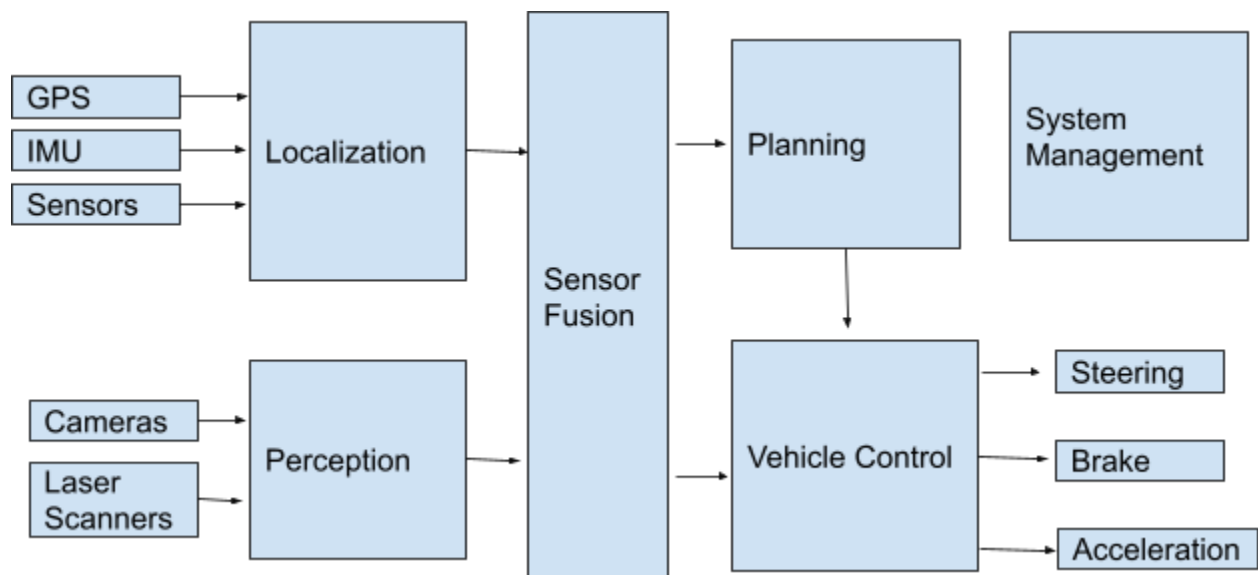 GPS
IMU
Sensors
Localization
Cameras
Laser
Scanners
Perception
Sensor
Fusion
Planning
System
Management
Vehicle Control
Steering
Brake
Acceleration